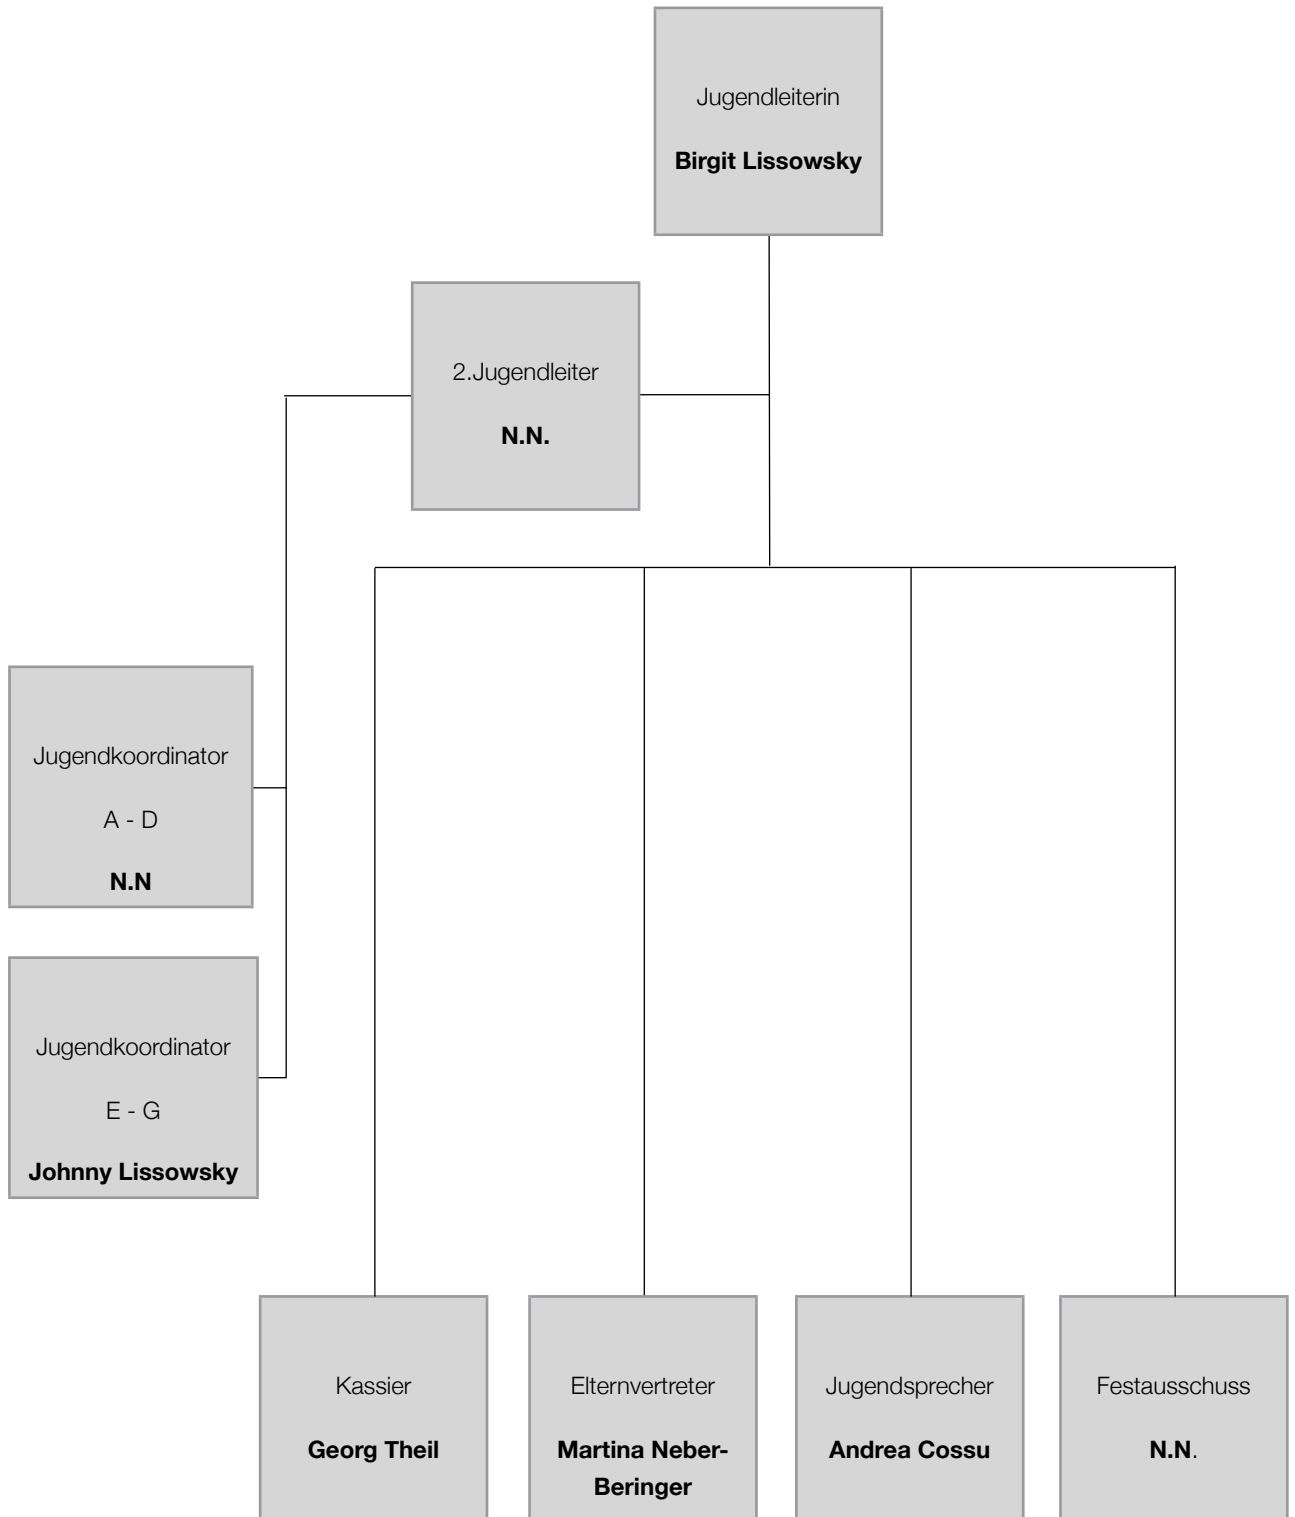 Jugendleiterin
Birgit Lissowsky
2.Jugendleiter
N.N.
Jugendkoordinator
A - D
N.N
Jugendkoordinator
E - G
Johnny Lissowsky
Kassier
Georg Theil
Elternvertreter
Martina Neber-
Beringer
Jugendsprecher
Andrea Cossu
Festausschuss
N.N.